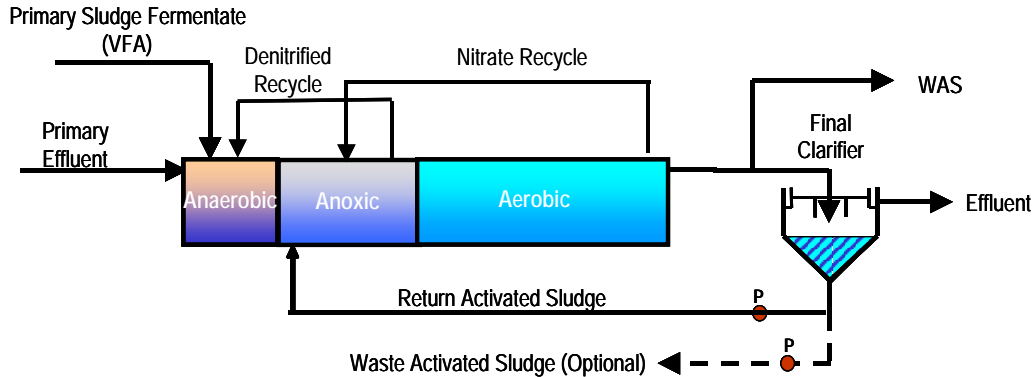 Primary Sludge Fermentate
(VFA)
Denitrified
Recycle
Nitrate Recycle
WAS
Primary
Effluent
Final
Clarifier
Anaerobic
Anoxic
Aerobic
Effluent
Return Activated Sludge
P
P
Waste Activated Sludge (Optional)